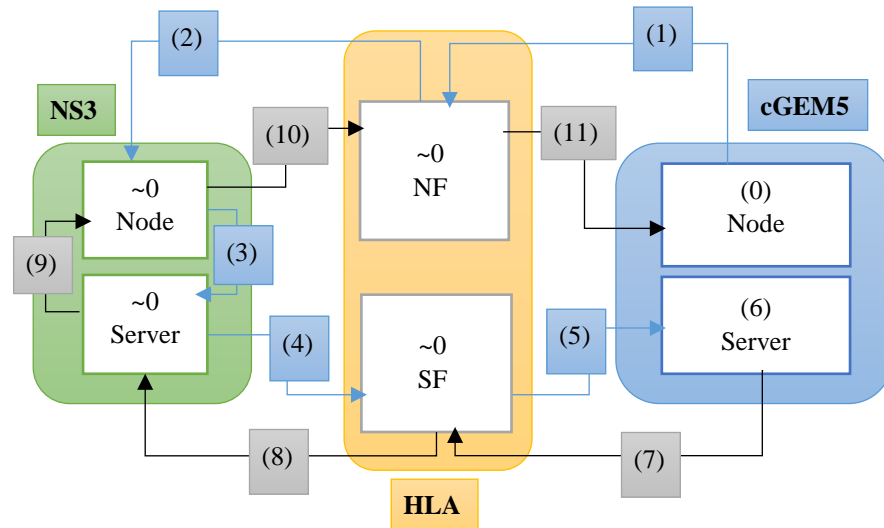 (2)
(1)
NS3
cGEM5
(10)
(11)
~0
Node
~0
NF
(0)
Node
(9)
(3)
~0
Server
(4)
~0
SF
(5)
(6)
Server
(8)
(7)
HLA